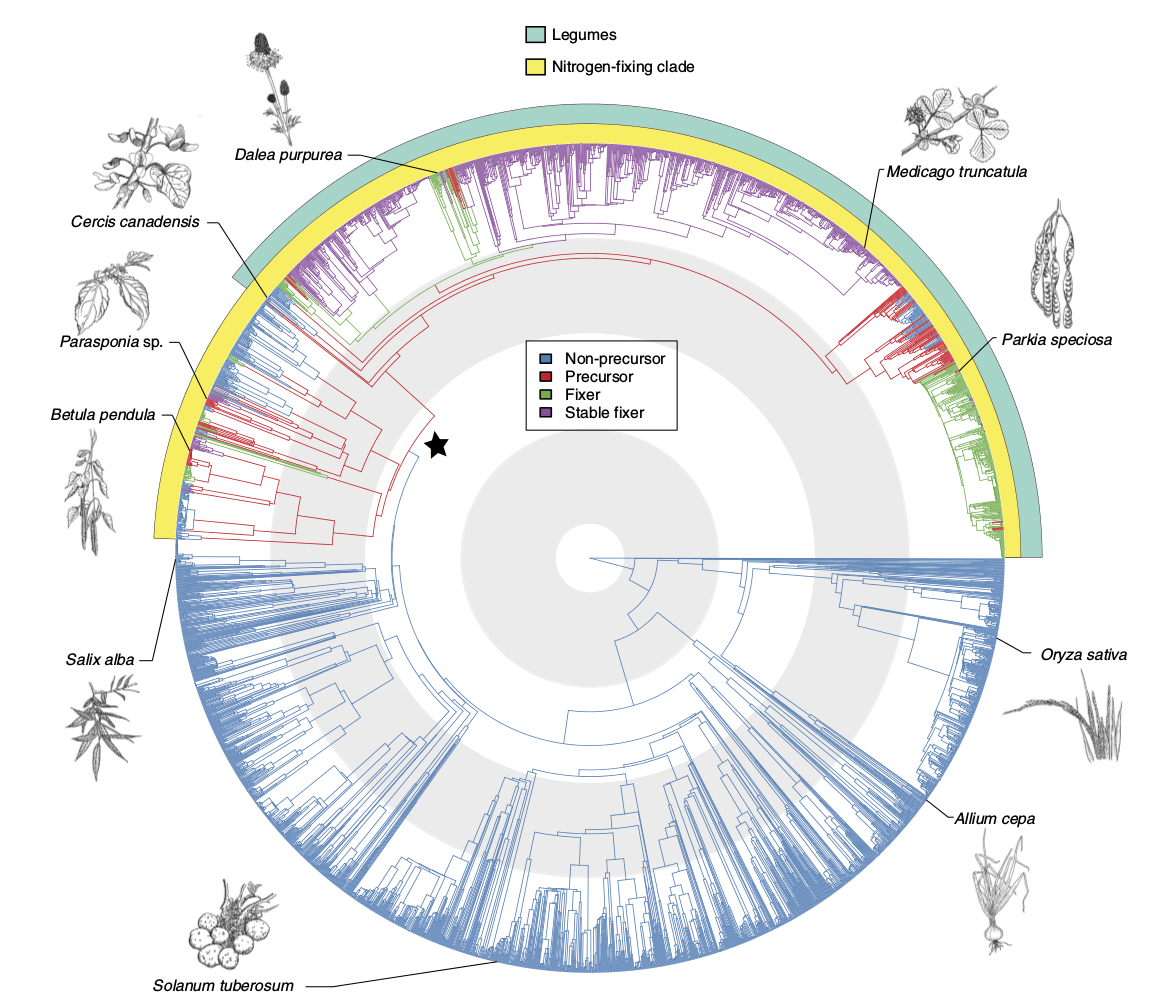 Legumes
Nitrogen-fixing clade
Dalea purpurea
Medicago truncatula
Cercis canadensis
Parasponia sp.
Parkia speciosa
Non-precursor
Precursor
Fixer
Stable fixer
Betula pendula
Salix alba
Oryza sativa
Allium cepa
Solanum tuberosum